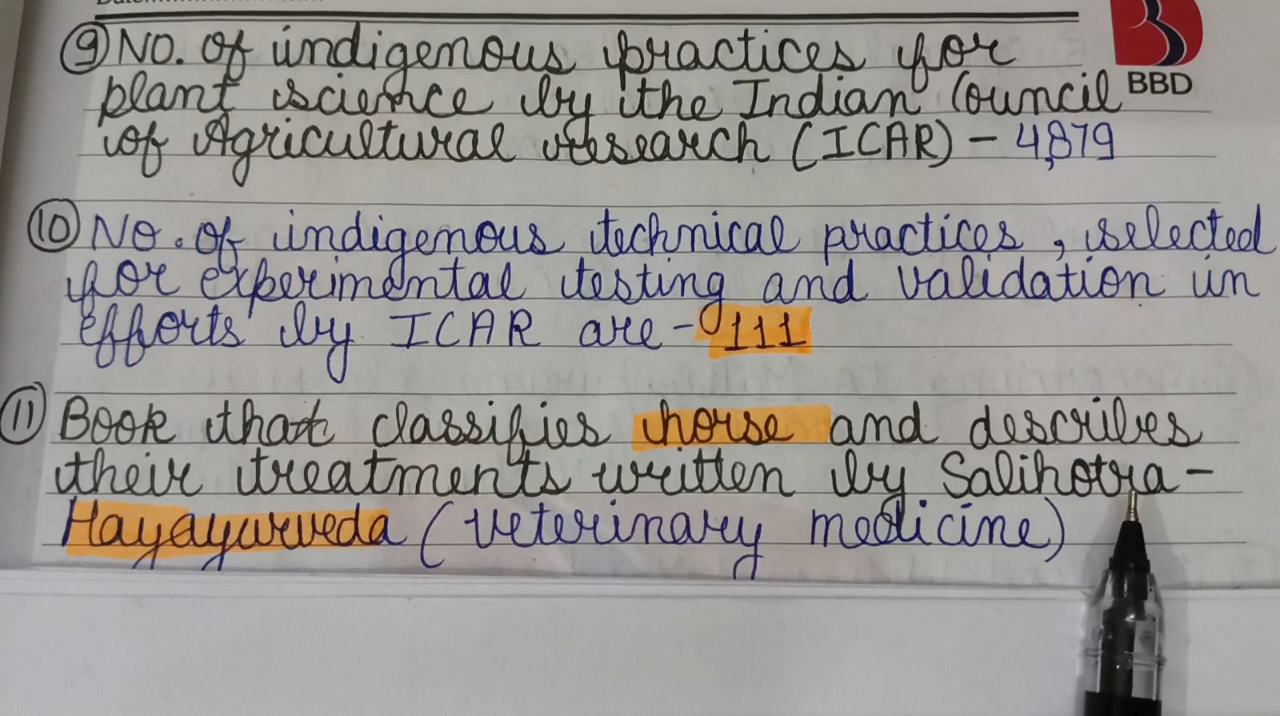 BBD
⑨ No. of indigenous practices for
plant science by the Indian Council
of Agricultural research (ICAR) – 4,879
⑩ No. of indigenous technical practices, selected
for experimental testing and validation in
efforts by ICAR are – 111
⑪ Book that classifies horse and describes
their treatments written by Salihotra –
Hayayurveda (veterinary medicine)